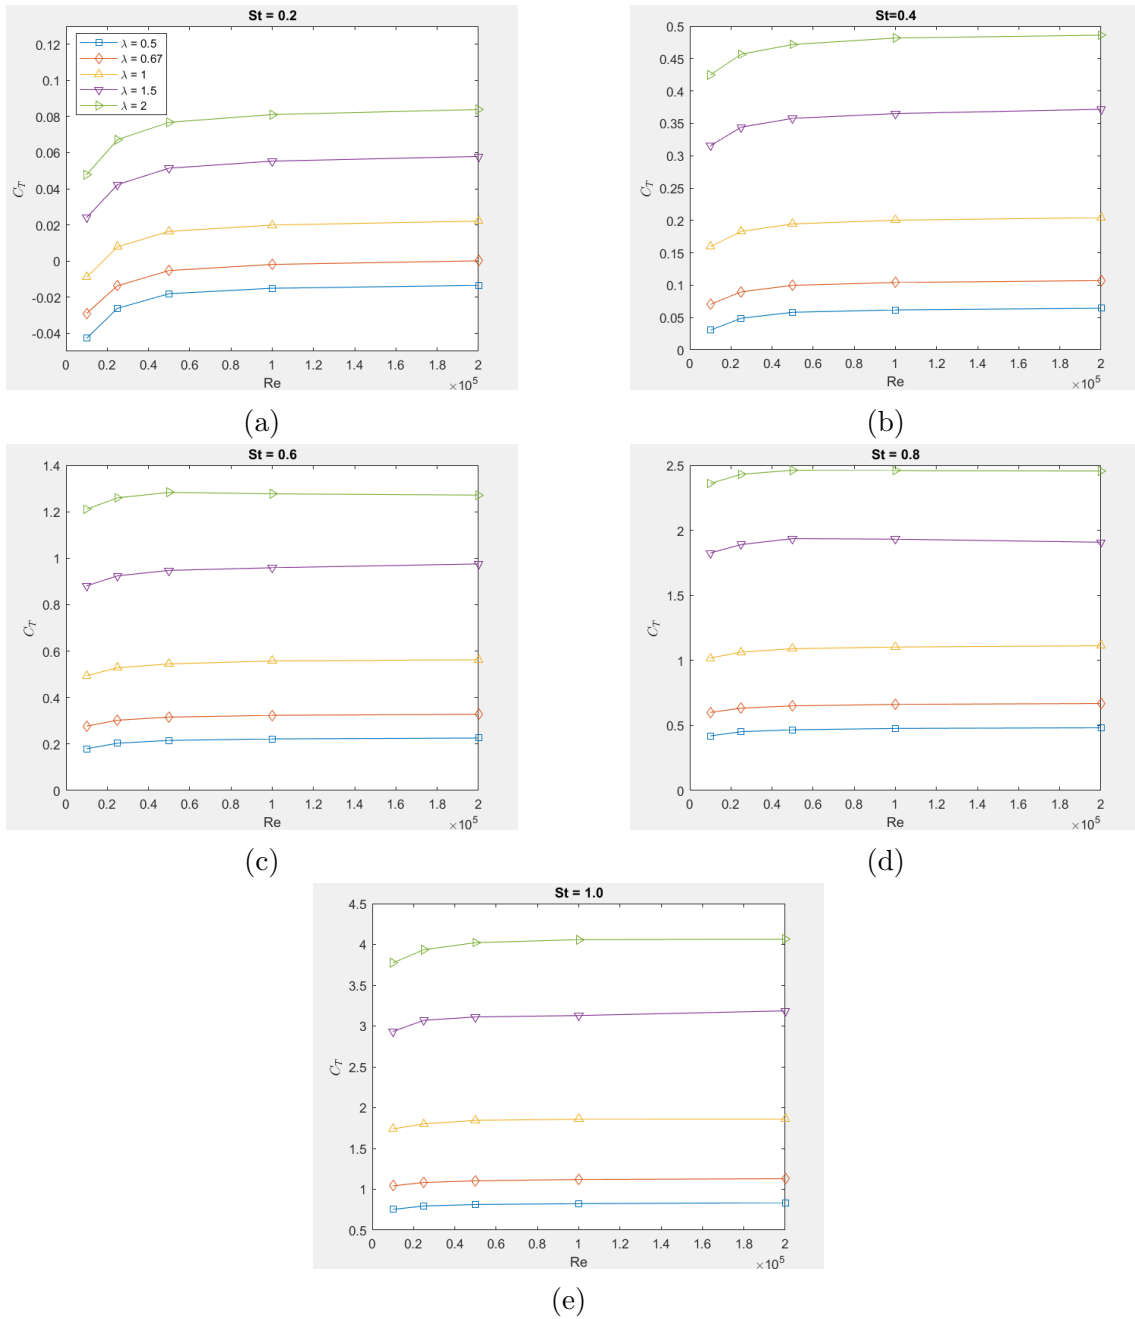 St = 0.2
0.12
0.1
0.08
0.06
0.04
0.02
0
-0.02
-0.04
C_T
λ = 0.5
λ = 0.67
λ = 1
λ = 1.5
λ = 2
0 0.2 0.4 0.6 0.8 1 1.2 1.4 1.6 1.8 2
Re
×10^5
(a)
St=0.4
0.5
0.45
0.4
0.35
0.3
0.25
0.2
0.15
0.1
0.05
0
C_T
0 0.2 0.4 0.6 0.8 1 1.2 1.4 1.6 1.8 2
Re
×10^5
(b)
St = 0.6
1.4
1.2
1
0.8
0.6
0.4
0.2
0
C_T
0 0.2 0.4 0.6 0.8 1 1.2 1.4 1.6 1.8 2
Re
×10^5
(c)
St = 0.8
2.5
2
1.5
1
0.5
0
C_T
0 0.2 0.4 0.6 0.8 1 1.2 1.4 1.6 1.8 2
Re
×10^5
(d)
St = 1.0
4.5
4
3.5
3
2.5
2
1.5
1
0.5
C_T
0 0.2 0.4 0.6 0.8 1 1.2 1.4 1.6 1.8 2
Re
×10^5
(e)